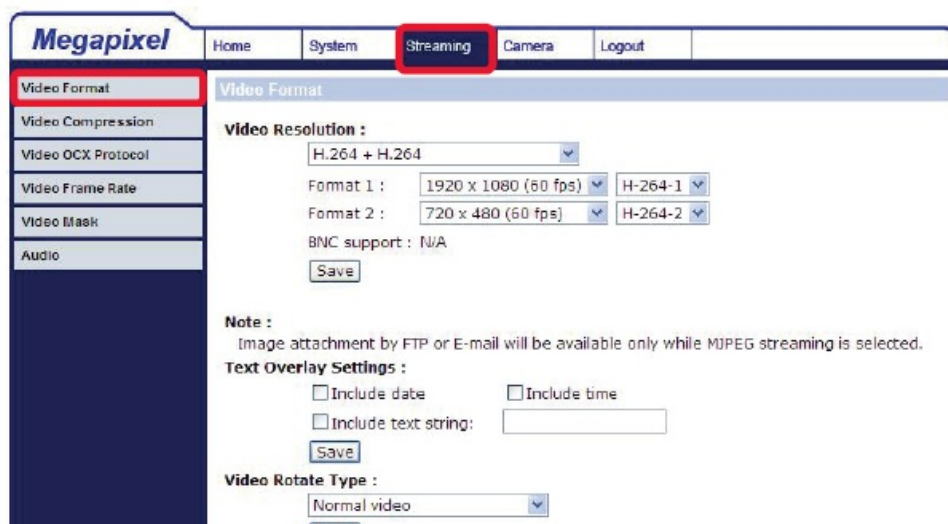 Megapixel
Home System Streaming Camera Logout
Video Format
Video Compression
Video OCX Protocol
Video Frame Rate
Video Mask
Audio
Video Format
Video Resolution :
H.264 + H.264
Format 1 : 1920 x 1080 (60 fps) H-264-1
Format 2 : 720 x 480 (60 fps) H-264-2
BNC support : N/A
Save
Note :
Image attachment by FTP or E-mail will be available only while MJPEG streaming is selected.
Text Overlay Settings :
Include date Include time
Include text string:
Save
Video Rotate Type :
Normal video